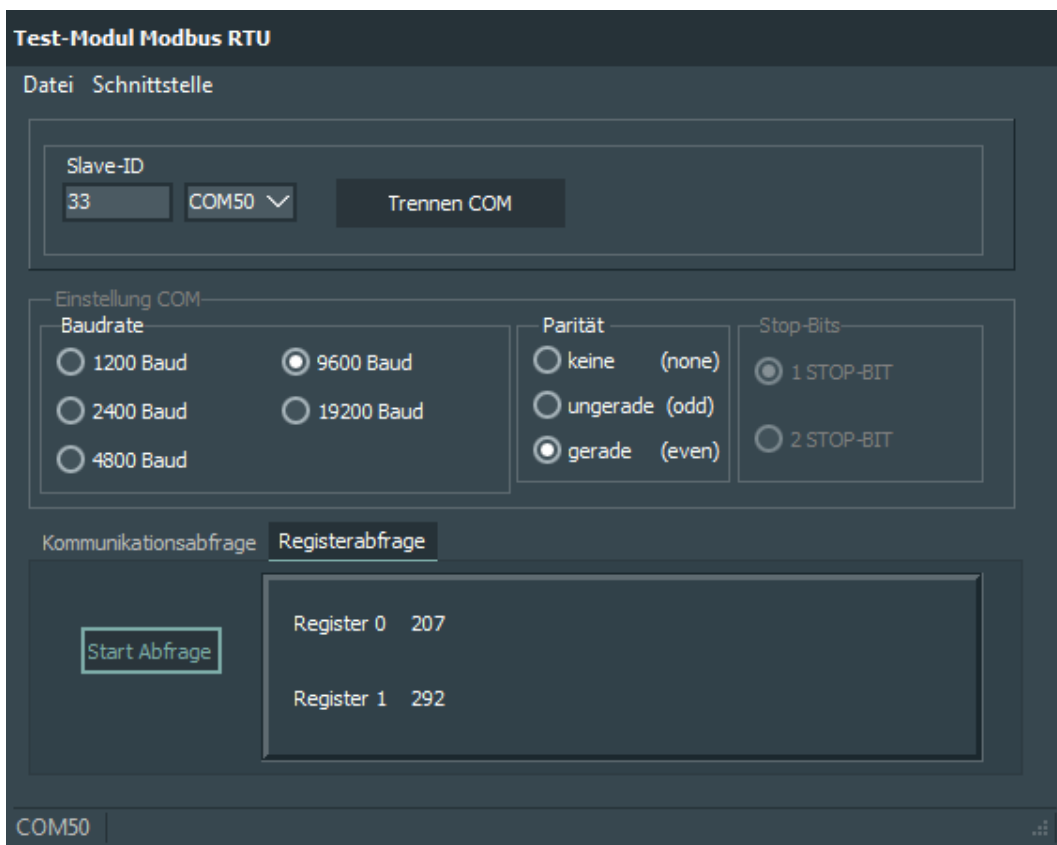 Test-Modul Modbus RTU
Datei Schnittstelle
Slave-ID
33 COM50 Trennen COM
Einstellung COM
Baudrate
1200 Baud 9600 Baud
2400 Baud 19200 Baud
4800 Baud
Parität
keine (none)
ungerade (odd)
gerade (even)
Stop-Bits
1 STOP-BIT
2 STOP-BIT
Kommunikationsabfrage Registerabfrage
Start Abfrage
Register 0 207
Register 1 292
COM50